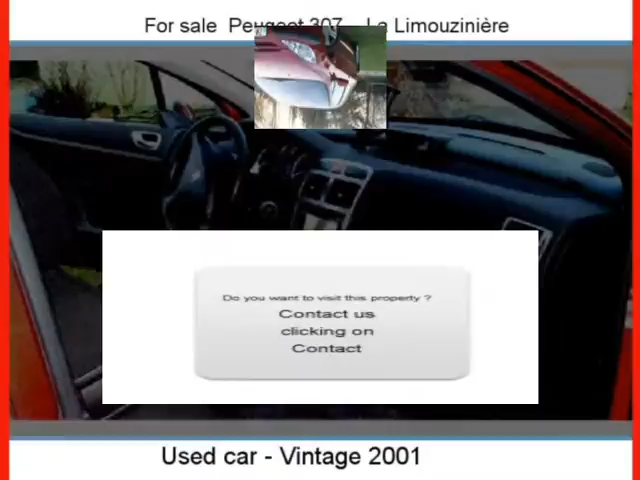 For sale Peugeot 307 La Limouzinière
Do you want to visit this property ?
Contact us
clicking on
Contact
Used car - Vintage 2001